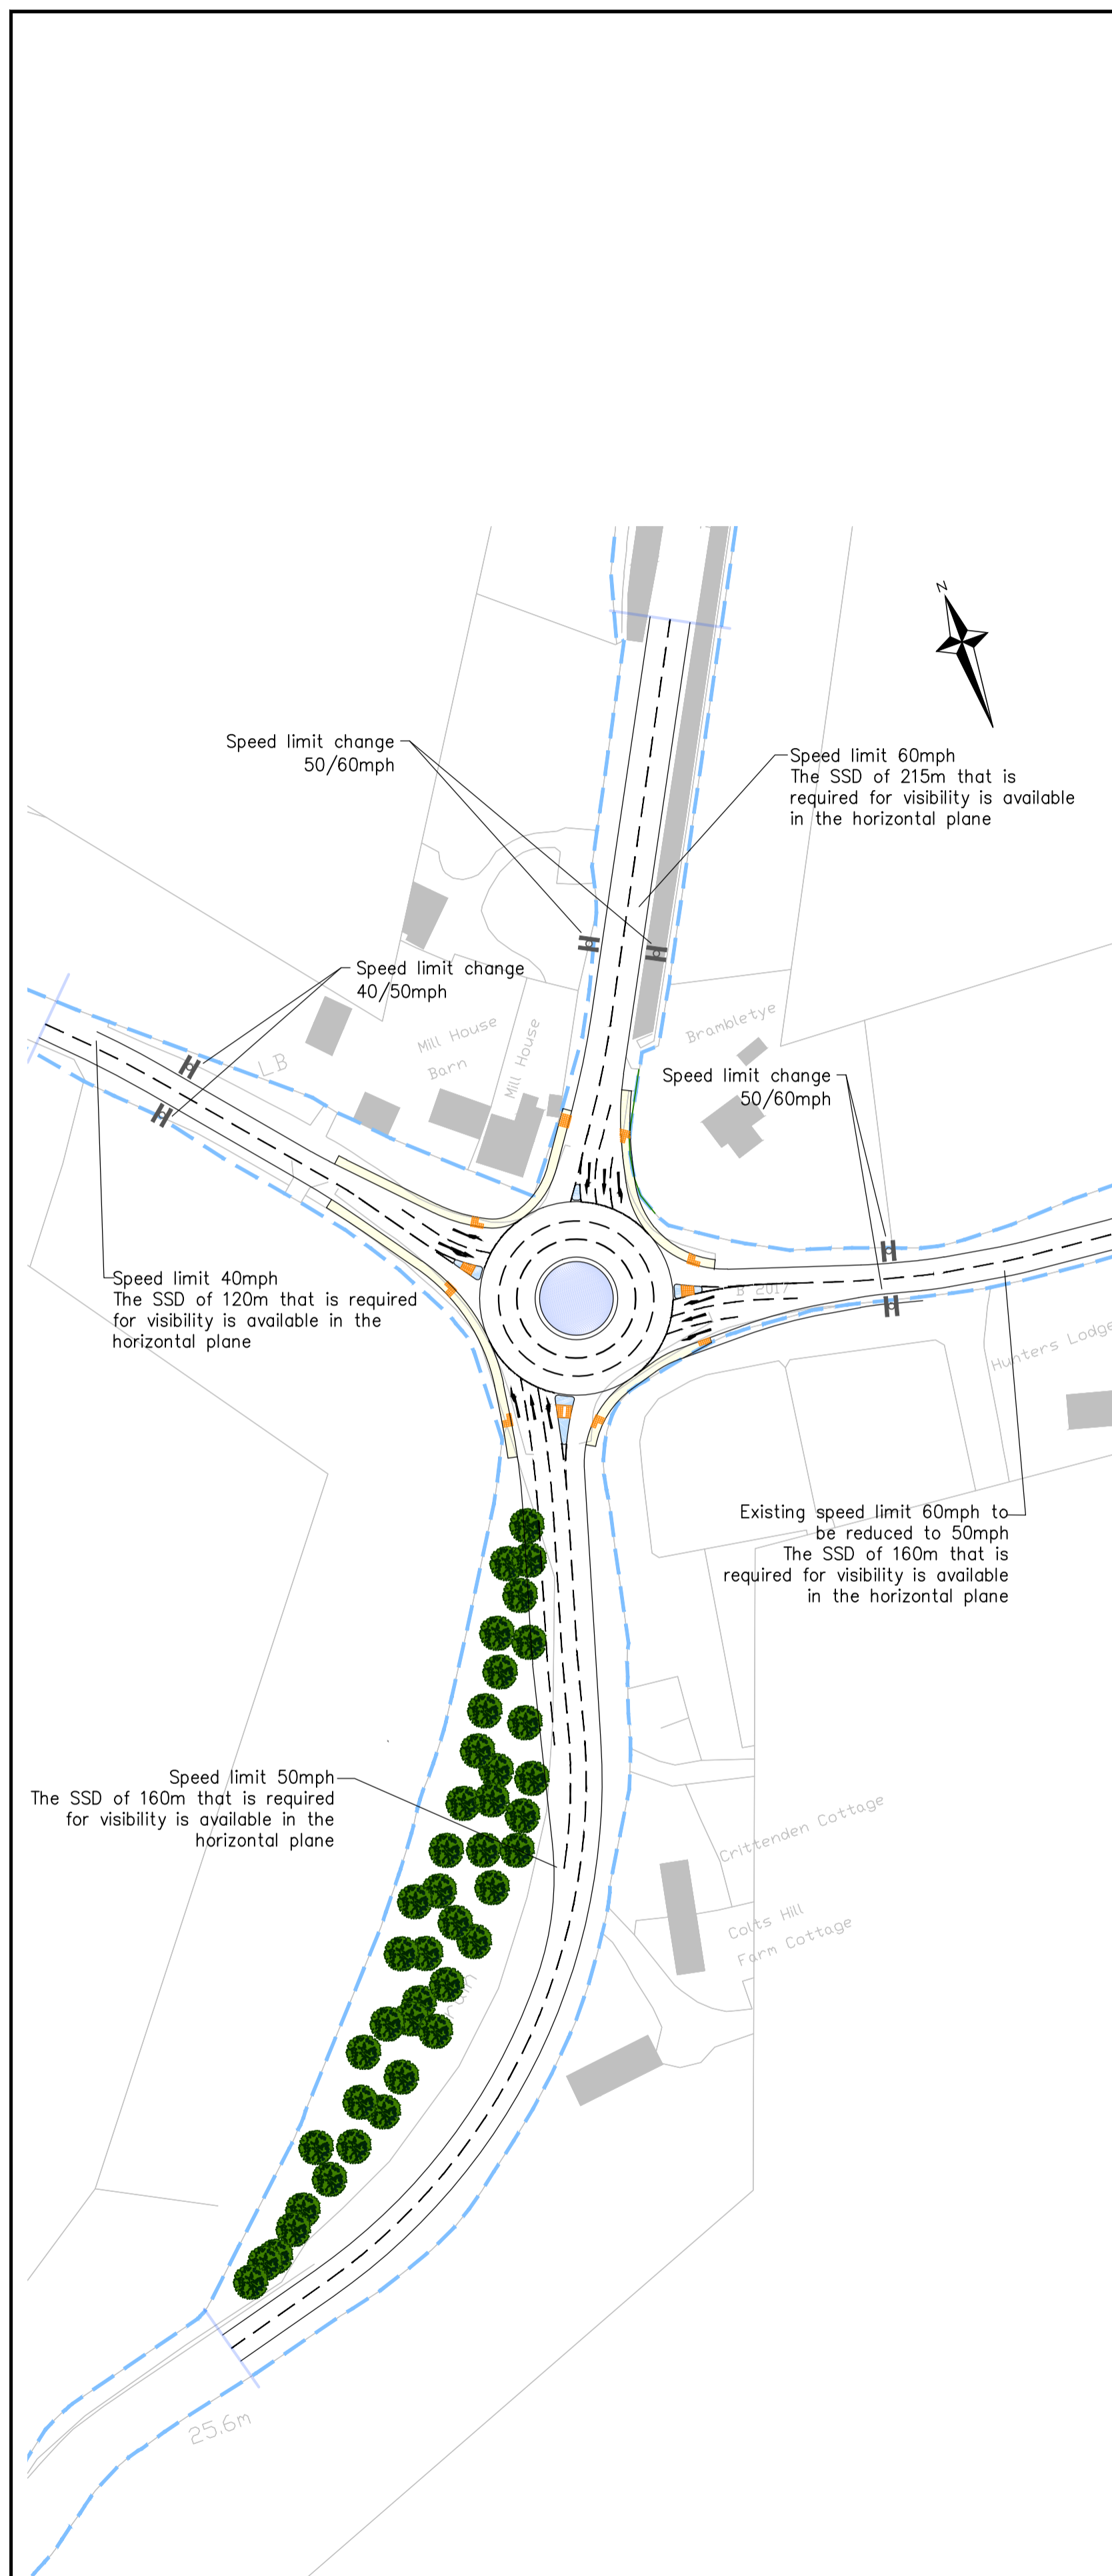 N
Speed limit change
50/60mph
Speed limit 60mph
The SSD of 215m that is
required for visibility is available
in the horizontal plane
Speed limit change
40/50mph
Mill House
Barn
Mill House
LB
Brambletye
Speed limit change
50/60mph
Speed limit 40mph
The SSD of 120m that is required
for visibility is available in the
horizontal plane
B 2017
Hunters Lodge
Existing speed limit 60mph to
be reduced to 50mph
The SSD of 160m that is
required for visibility is available
in the horizontal plane
Speed limit 50mph
The SSD of 160m that is required
for visibility is available in the
horizontal plane
Crittenden Cottage
Colts Hill
Farm Cottage
25.6m